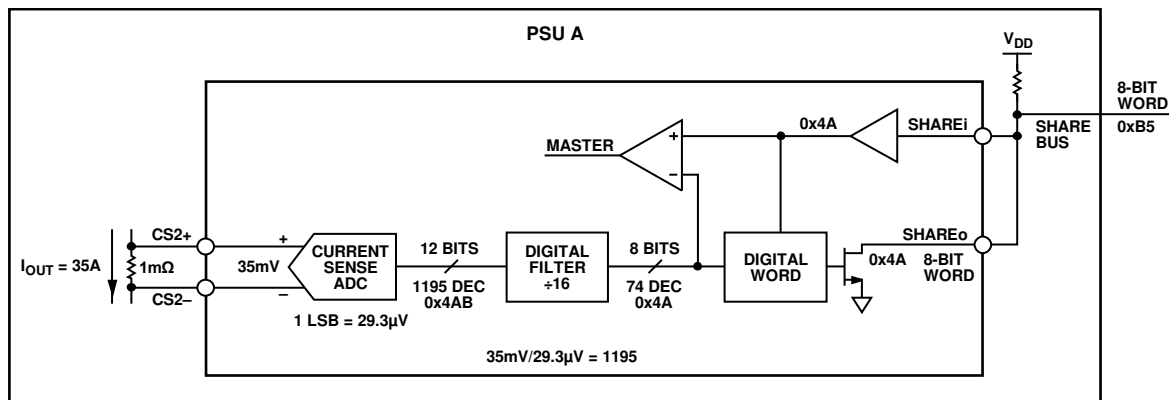 PSU A
VDD
8-BIT
WORD
0xB5
SHARE
BUS
0x4A
SHAREi
MASTER
+
−
SHAREo
0x4A
8-BIT
WORD
IOUT = 35A
1mΩ
CS2+
CS2–
+
35mV
−
CURRENT
SENSE
ADC
1 LSB = 29.3µV
12 BITS
1195 DEC
0x4AB
DIGITAL
FILTER
÷16
8 BITS
74 DEC
0x4A
DIGITAL
WORD
35mV/29.3µV = 1195